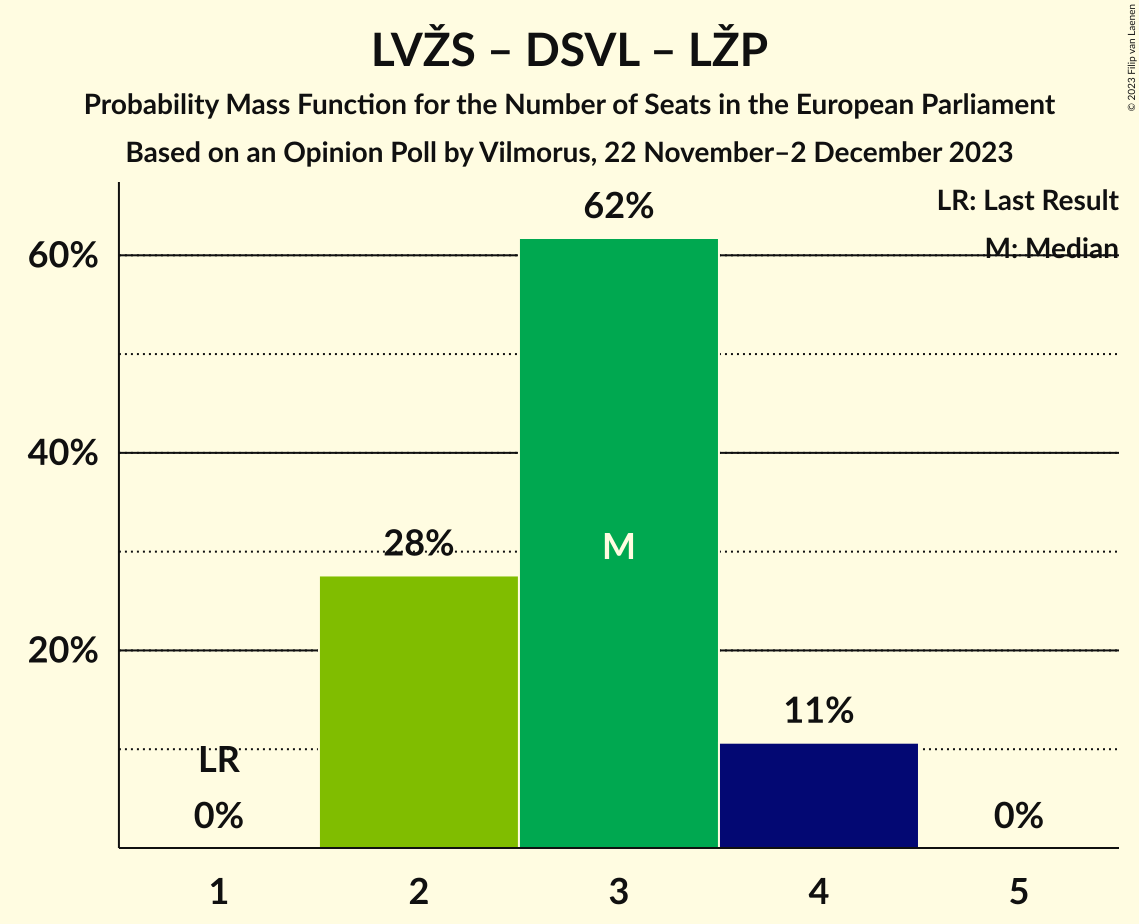 LVŽS – DSVL – LŽP
Probability Mass Function for the Number of Seats in the European Parliament
Based on an Opinion Poll by Vilmorus, 22 November–2 December 2023
© 2023 Filip van Laenen
LR: Last Result
M: Median
62%
60%
40%
28%
M
20%
11%
LR
0%
0%
1 2 3 4 5